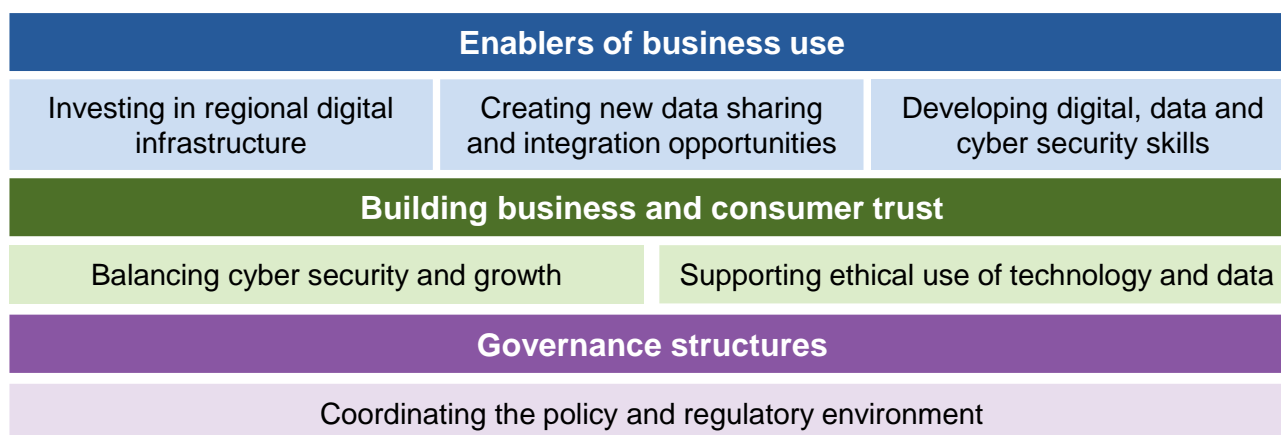 Enablers of business use
Investing in regional digital
infrastructure
Creating new data sharing
and integration opportunities
Developing digital, data and
cyber security skills
Building business and consumer trust
Balancing cyber security and growth
Supporting ethical use of technology and data
Governance structures
Coordinating the policy and regulatory environment